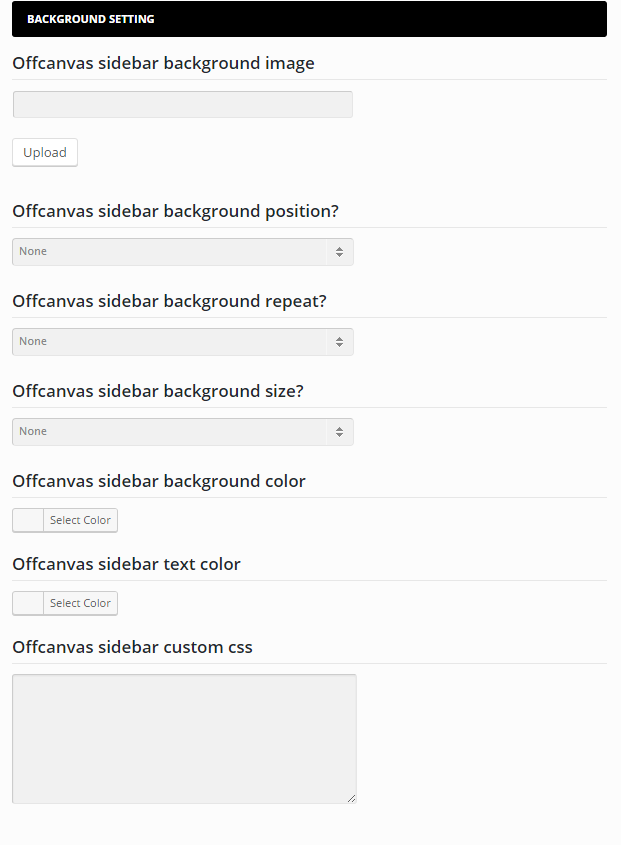 BACKGROUND SETTING
Offcanvas sidebar background image
Upload
Offcanvas sidebar background position?
None
Offcanvas sidebar background repeat?
None
Offcanvas sidebar background size?
None
Offcanvas sidebar background color
Select Color
Offcanvas sidebar text color
Select Color
Offcanvas sidebar custom css